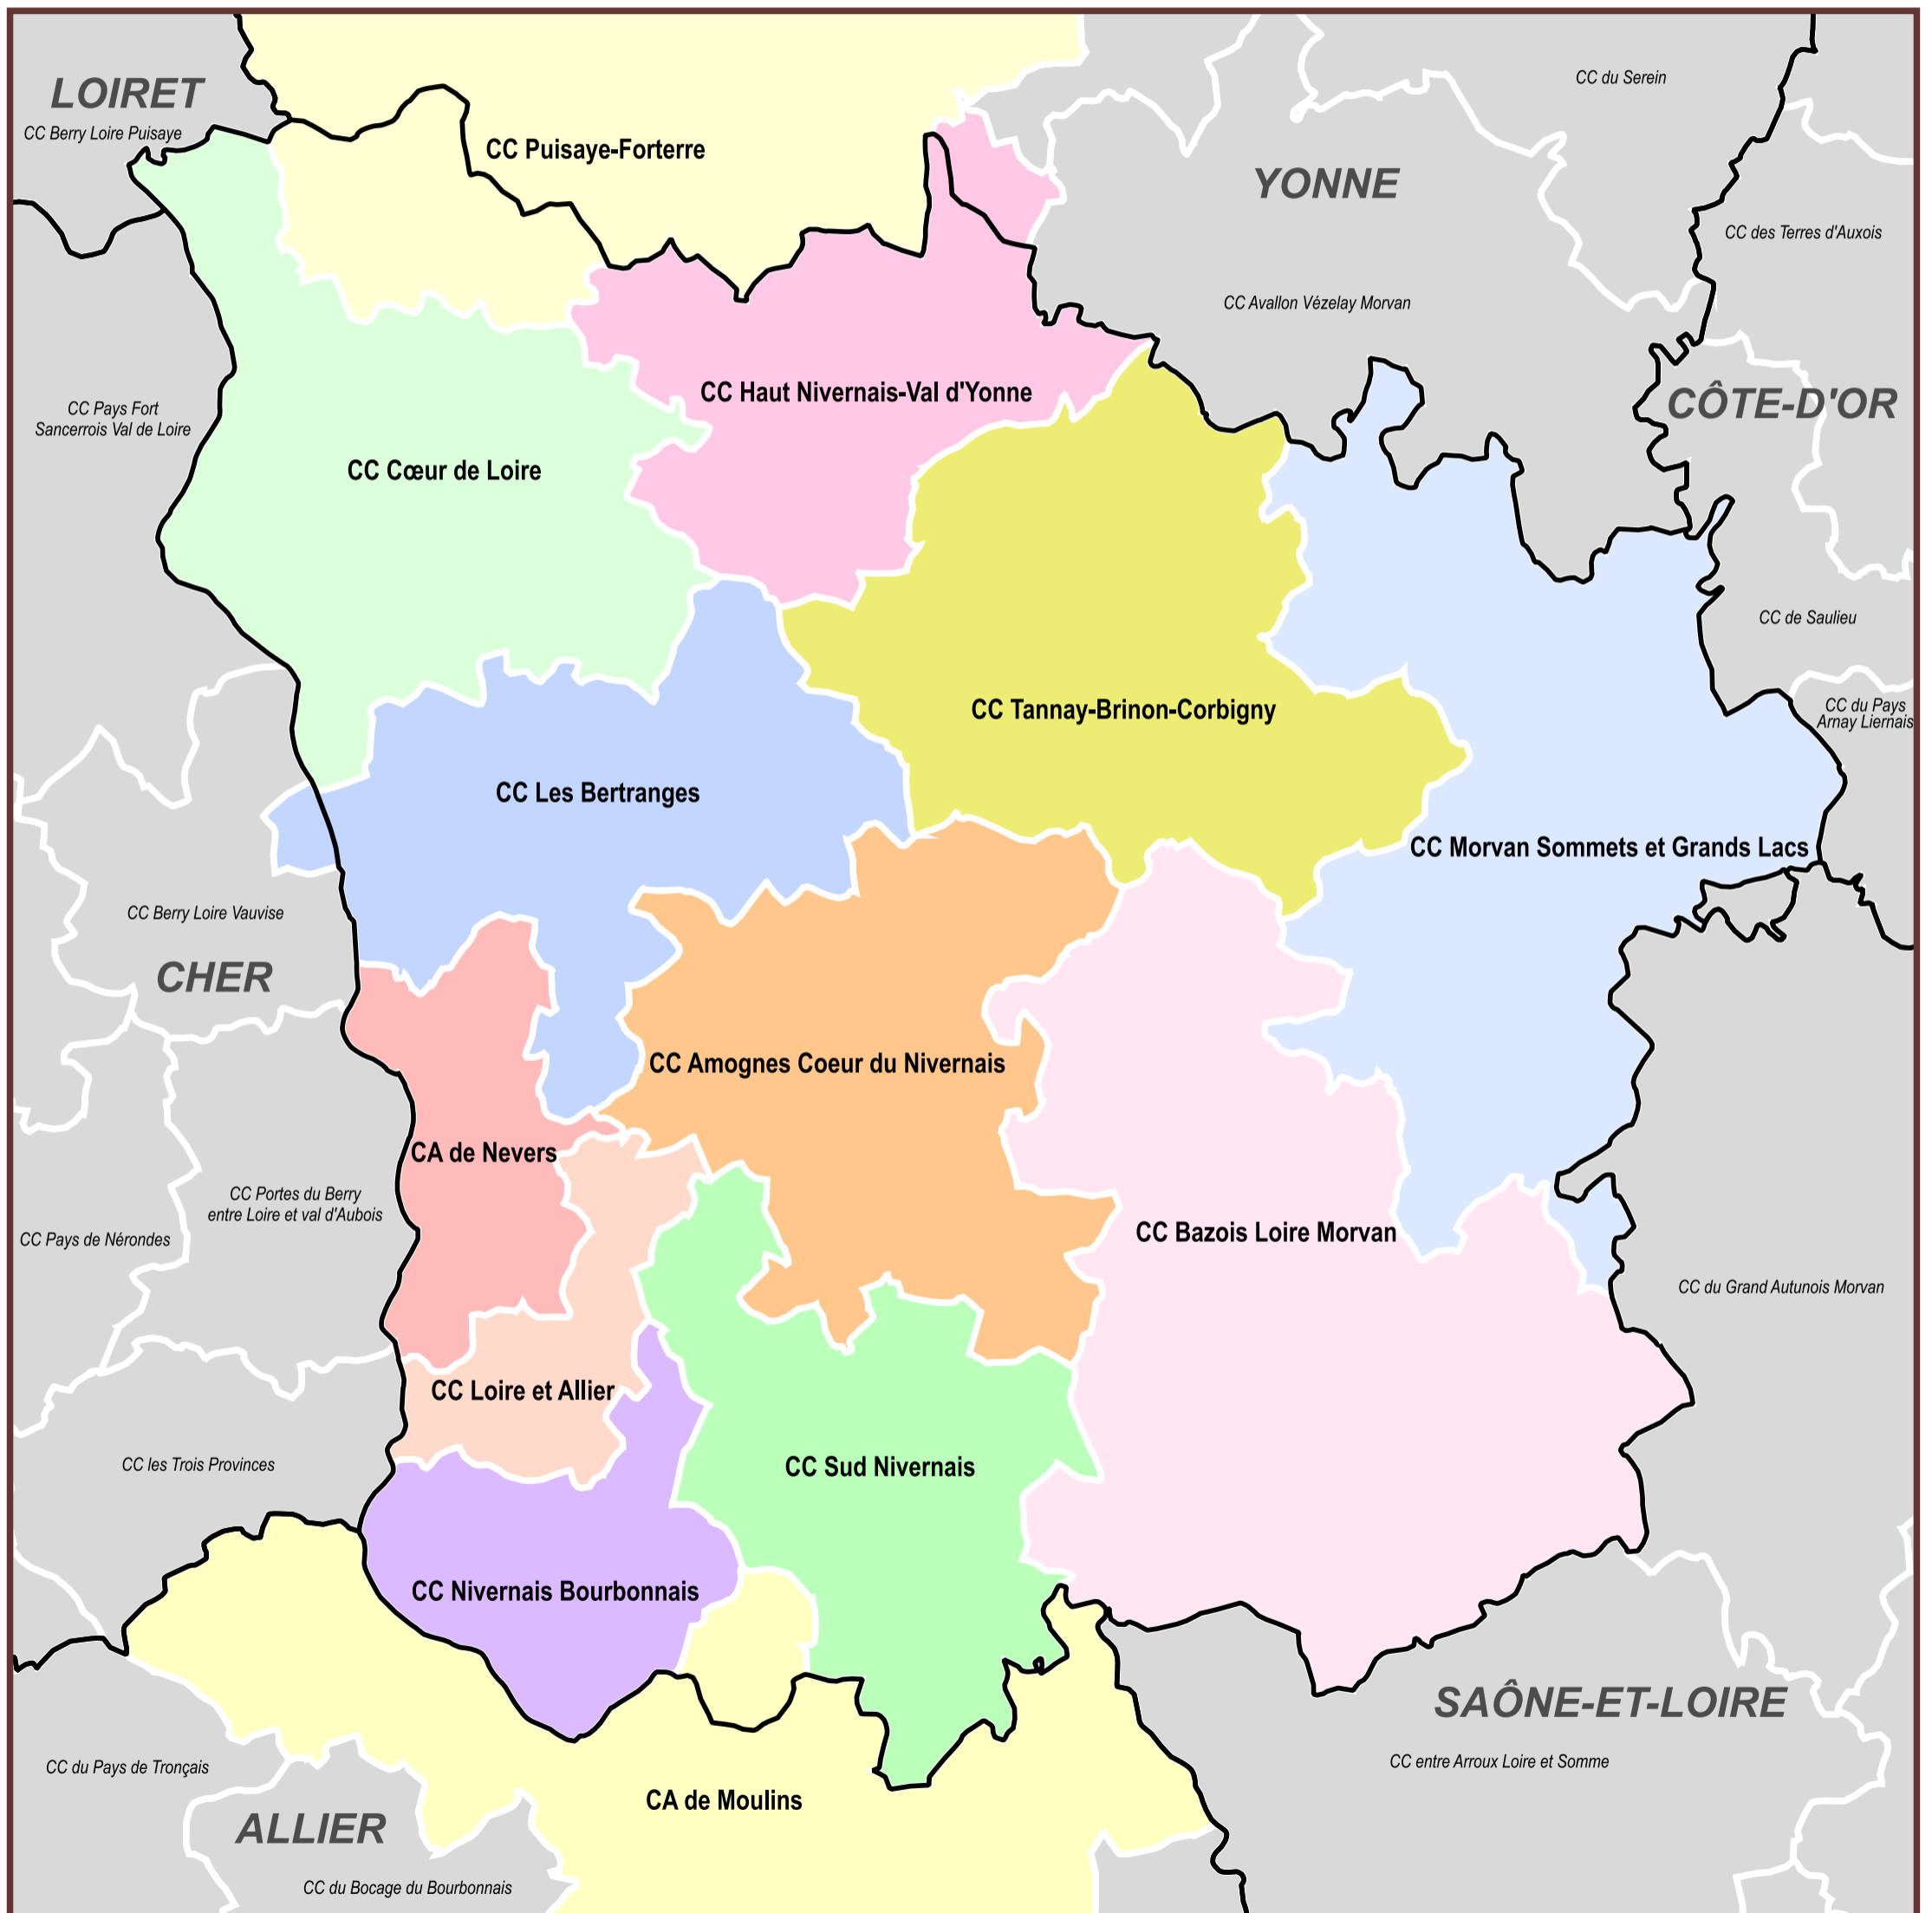 CC du Serein
LOIRET
CC Berry Loire Puisaye
CC Puisaye-Forterre
YONNE
CC des Terres d'Auxois
CC Avallon Vézelay Morvan
CC Haut Nivernais-Val d'Yonne
CÔTE-D'OR
CC Pays Fort
Sancerrois Val de Loire
CC Cœur de Loire
CC de Saulieu
CC Tannay-Brinon-Corbigny
CC du Pays
Arnay Liernais
CC Les Bertranges
CC Morvan Sommets et Grands Lacs
CC Berry Loire Vauvise
CHER
CC Amognes Coeur du Nivernais
CA de Nevers
CC Portes du Berry
entre Loire et val d'Aubois
CC Pays de Nérondes
CC Bazois Loire Morvan
CC du Grand Autunois Morvan
CC Loire et Allier
CC les Trois Provinces
CC Sud Nivernais
CC Nivernais Bourbonnais
SAÔNE-ET-LOIRE
CC du Pays de Tronçais
CC entre Arroux Loire et Somme
CA de Moulins
ALLIER
CC du Bocage du Bourbonnais